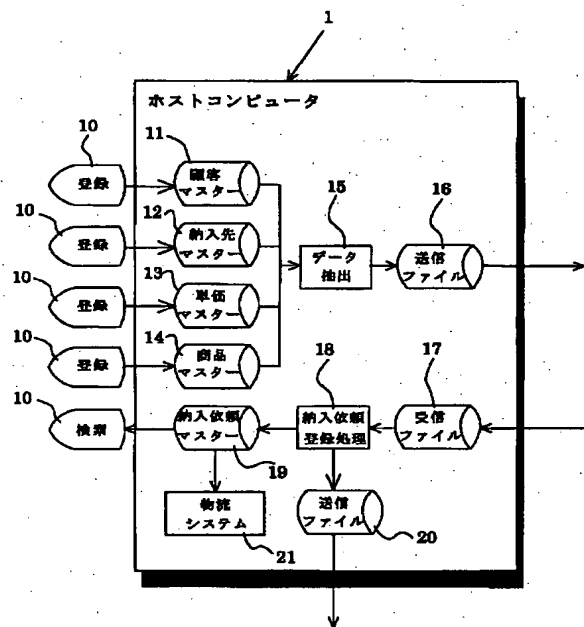 1
ホストコンピュータ
10
登録
11
顧客
マスター
10
登録
12
納入先
マスター
15
データ
抽出
16
送信
ファイル
10
登録
13
単価
マスター
10
登録
14
商品
マスター
10
検索
納入依頼
マスター
19
18
納入依頼
登録処理
17
受信
ファイル
物流
システム
21
送信
ファイル
20